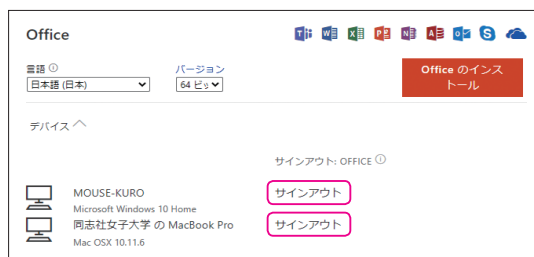 Office
言語
バージョン
日本語 (日本)
64 ビッ
Office のインス
トール
デバイス
サインアウト: OFFICE
MOUSE-KURO
サインアウト
Microsoft Windows 10 Home
同志社女子大学 の MacBook Pro
サインアウト
Mac OSX 10.11.6